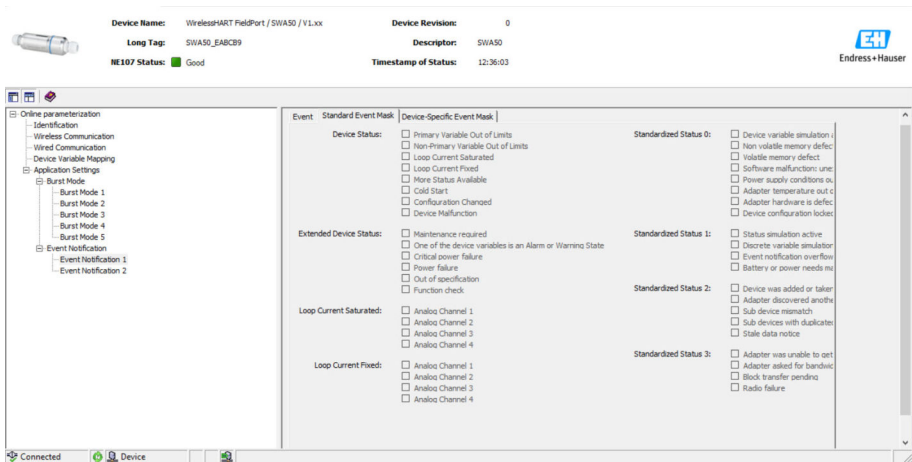 Device Name: WirelessHART FieldPort / SWA50 / V1.xx Device Revision: 0
Long Tag: SWA50_EABCB9 Descriptor: SWA50
NE107 Status: Good Timestamp of Status: 12:36:03
EH
Endress+Hauser
Online parameterization
Identification
Wireless Communication
Wired Communication
Device Variable Mapping
Application Settings
Burst Mode
Burst Mode 1
Burst Mode 2
Burst Mode 3
Burst Mode 4
Burst Mode 5
Event Notification
Event Notification 1
Event Notification 2
Event Standard Event Mask Device-Specific Event Mask
Device Status:
Primary Variable Out of Limits
Non-Primary Variable Out of Limits
Loop Current Saturated
Loop Current Fixed
More Status Available
Cold Start
Configuration Changed
Device Malfunction
Extended Device Status:
Maintenance required
One of the device variables is an Alarm or Warning State
Critical power failure
Power failure
Out of specification
Function check
Loop Current Saturated:
Analog Channel 1
Analog Channel 2
Analog Channel 3
Analog Channel 4
Loop Current Fixed:
Analog Channel 1
Analog Channel 2
Analog Channel 3
Analog Channel 4
Standardized Status 0:
Device variable simulation
Non volatile memory defec
Volatile memory defect
Software malfunction: une
Power supply conditions ou
Adapter temperature out
Adapter hardware is defec
Device configuration locked
Standardized Status 1:
Status simulation active
Discrete variable simulation
Event notification overflow
Battery or power needs ma
Standardized Status 2:
Device was added or taken
Adapter discovered anothe
Sub device mismatch
Sub devices with duplicate
Stale data notice
Standardized Status 3:
Adapter was unable to get
Adapter asked for bandwic
Block transfer pending
Radio failure
Connected Device